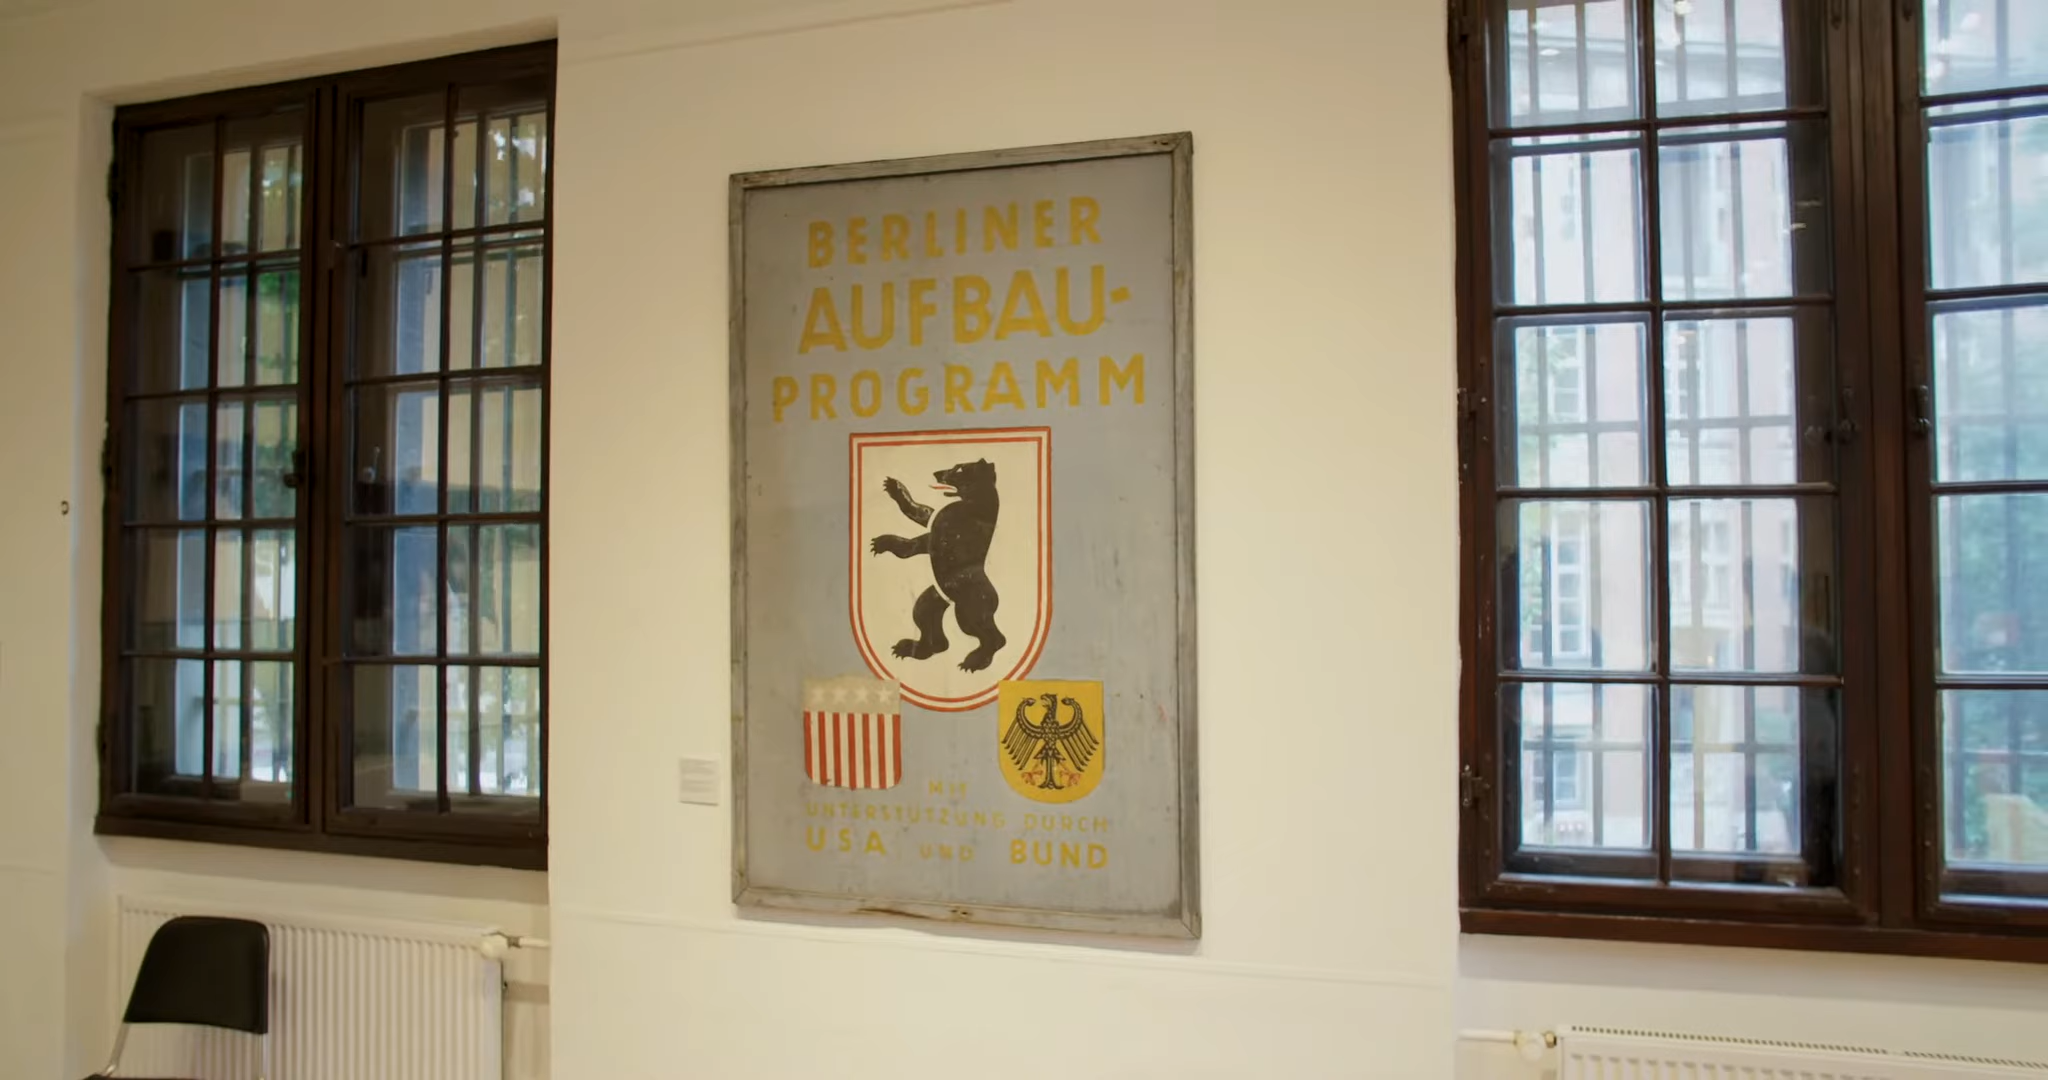 BERLINER
AUFBAU-
PROGRAMM
MIT
UNTERSTÜTZUNG DURCH
USA UND BUND